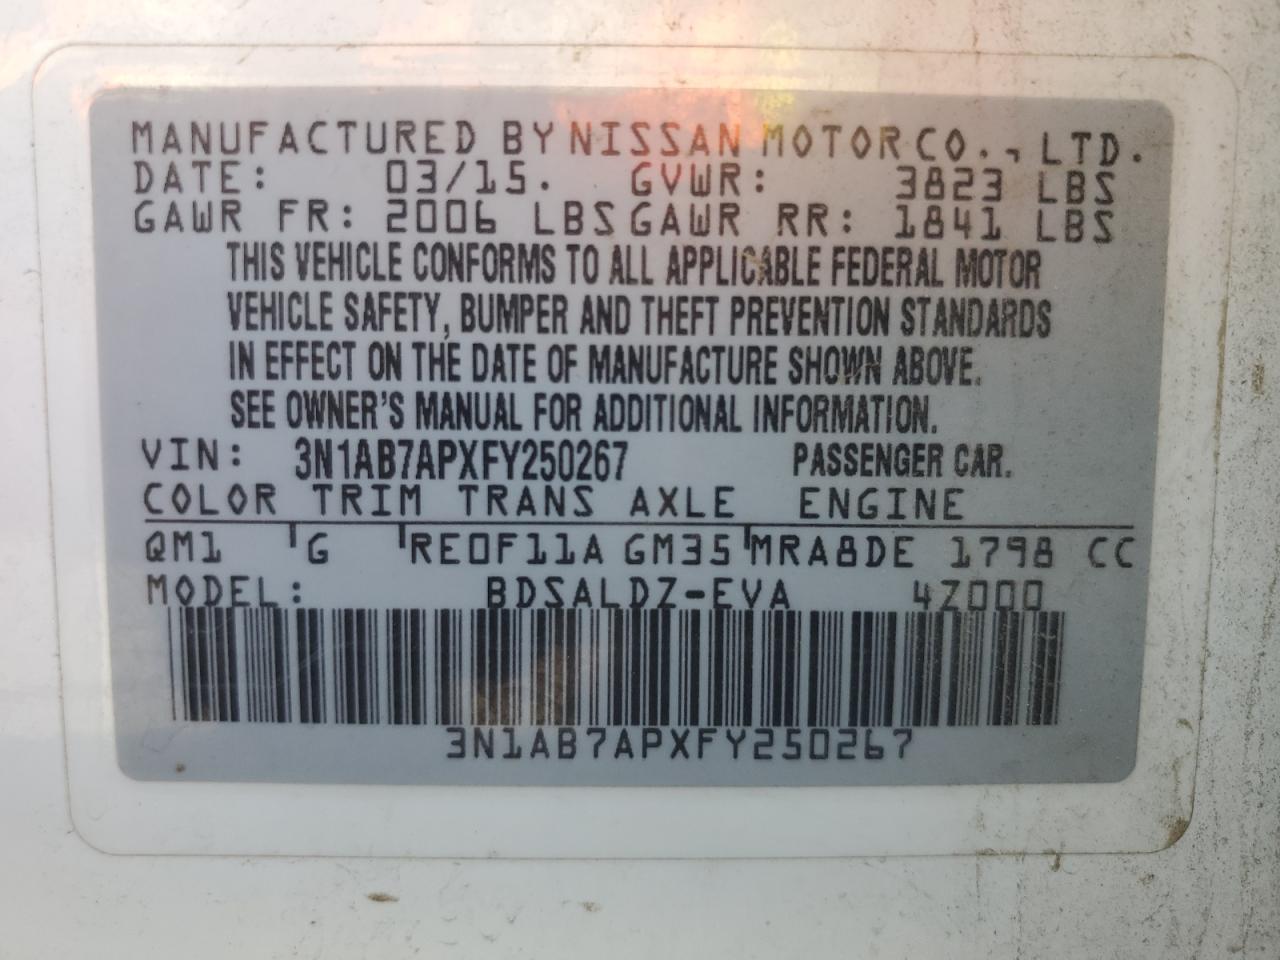 MANUFACTURED BY NISSAN MOTOR CO., LTD.
DATE: 03/15. GVWR: 3823 LBS
GAWR FR: 2006 LBS GAWR RR: 1841 LBS
THIS VEHICLE CONFORMS TO ALL APPLICABLE FEDERAL MOTOR
VEHICLE SAFETY, BUMPER AND THEFT PREVENTION STANDARDS
IN EFFECT ON THE DATE OF MANUFACTURE SHOWN ABOVE.
SEE OWNER'S MANUAL FOR ADDITIONAL INFORMATION.
VIN: 3N1AB7APXFY250267 PASSENGER CAR.
COLOR TRIM TRANS AXLE ENGINE
QM1 G RE0F11A GM35 MRA8DE 1798 CC
MODEL: BDSALDZ-EVA 4Z000
3N1AB7APXFY250267